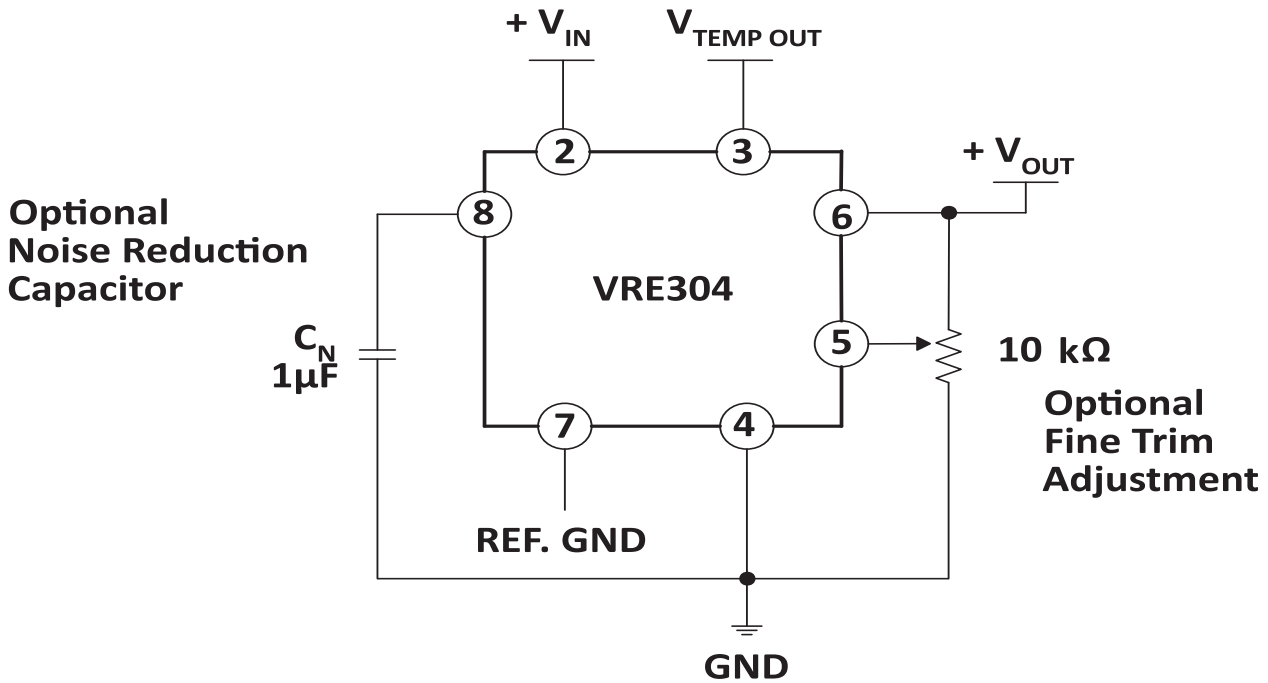 + VIN
VTEMP OUT
2
3
+ VOUT
Optional
Noise Reduction
Capacitor
8
6
VRE304
CN
1µF
5
10 kΩ
Optional
Fine Trim
Adjustment
7
4
REF. GND
GND